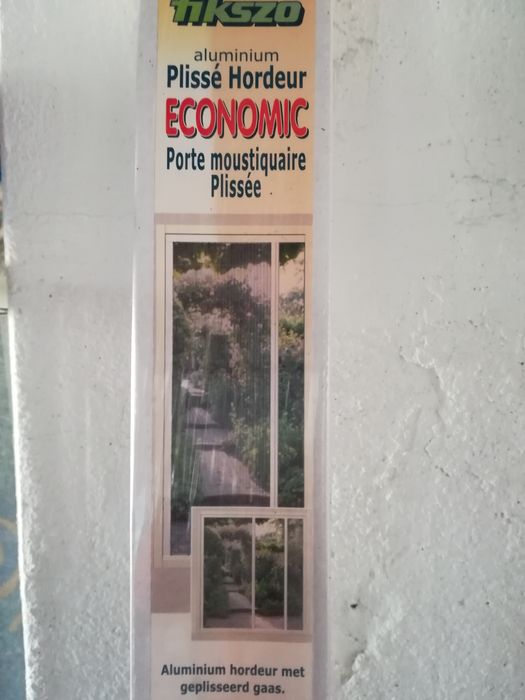 fikszo
aluminium
Plissé Hordeur
ECONOMIC
Porte moustiquaire
Plissée
Aluminium hordeur met
geplisseerd gaas.